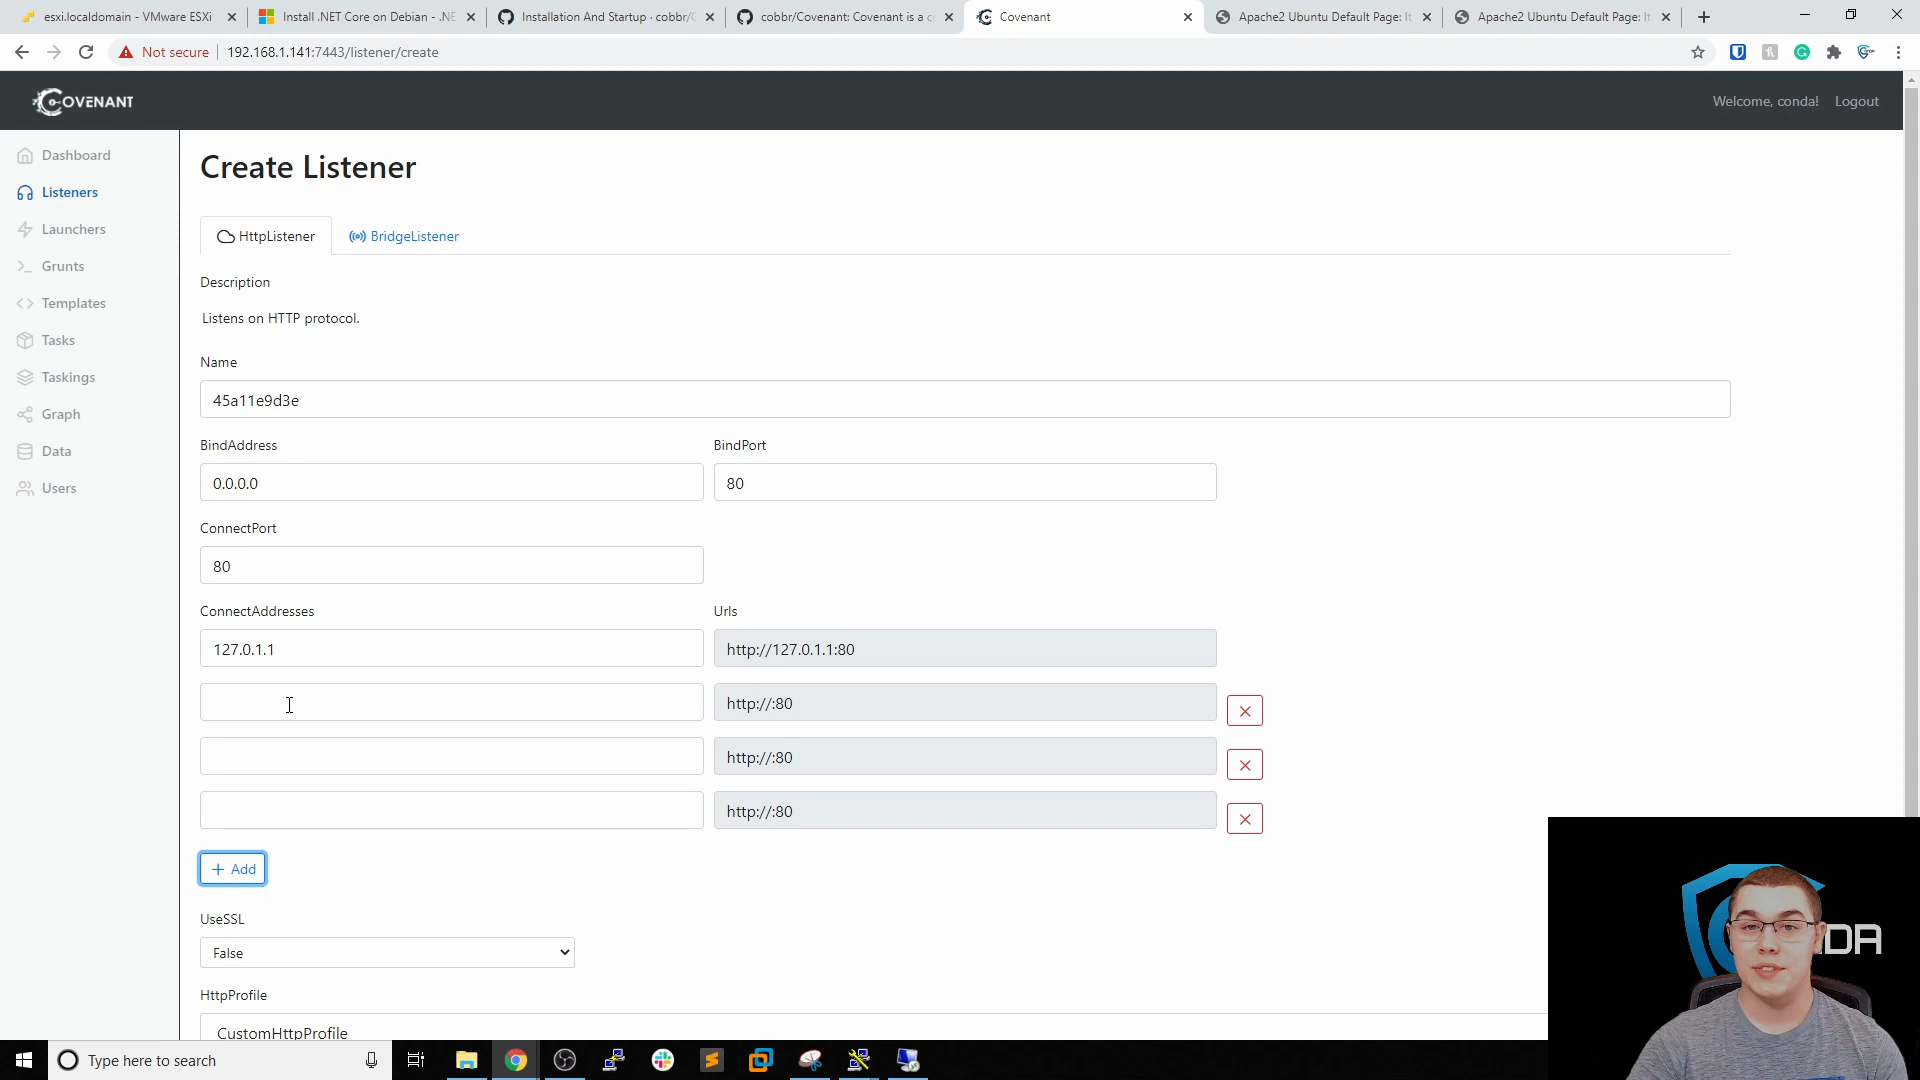 esxi.localdomain - VMware ESXi
Install .NET Core on Debian - .NE
Installation And Startup · cobbr/C
cobbr/Covenant: Covenant is a c
Covenant
Apache2 Ubuntu Default Page: It
Apache2 Ubuntu Default Page: It
Not secure
192.168.1.141:7443/listener/create
COVENANT
Welcome, conda!
Logout
Dashboard
Listeners
Launchers
Grunts
Templates
Tasks
Taskings
Graph
Data
Users
Create Listener
HttpListener
BridgeListener
Description
Listens on HTTP protocol.
Name
45a11e9d3e
BindAddress
BindPort
0.0.0.0
80
ConnectPort
80
ConnectAddresses
Urls
127.0.1.1
http://127.0.1.1:80
http://:80
http://:80
http://:80
+ Add
UseSSL
False
HttpProfile
CustomHttpProfile
DA
Type here to search